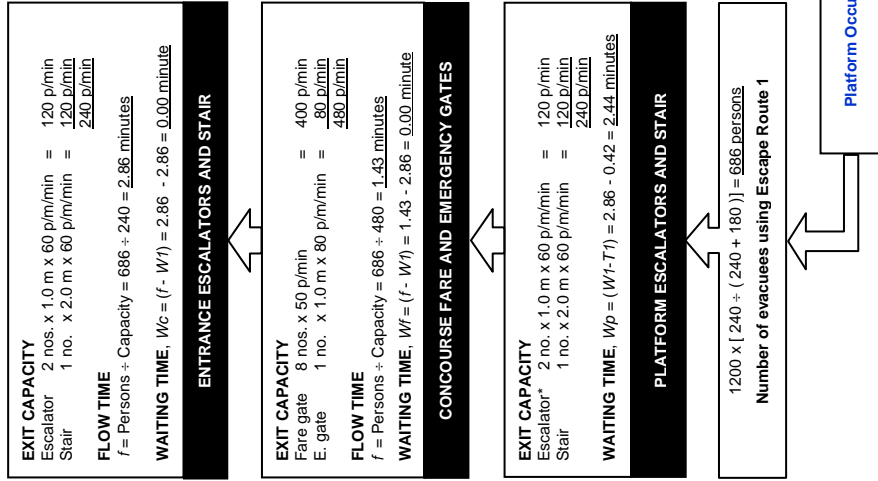 EXIT CAPACITY
Escalator 2 nos. x 1.0 m x 60 p/m/min = 120 p/min
Stair 1 no. x 2.0 m x 60 p/m/min = 120 p/min
240 p/min
FLOW TIME
f = Persons ÷ Capacity = 686 ÷ 240 = 2.86 minutes
WAITING TIME, Wc = (f - W1) = 2.86 - 2.86 = 0.00 minute
ENTRANCE ESCALATORS AND STAIR
EXIT CAPACITY
Fare gate 8 nos. x 50 p/min = 400 p/min
E. gate 1 no. x 1.0 m x 80 p/m/min = 80 p/min
480 p/min
FLOW TIME
f = Persons ÷ Capacity = 686 ÷ 480 = 1.43 minutes
WAITING TIME, Wf = (f - W1) = 1.43 - 2.86 = 0.00 minute
CONCOURSE FARE AND EMERGENCY GATES
EXIT CAPACITY
Escalator* 2 no. x 1.0 m x 60 p/m/min = 120 p/min
Stair 1 no. x 2.0 m x 60 p/m/min = 120 p/min
240 p/min
WAITING TIME, Wp = (W1-T1) = 2.86 - 0.42 = 2.44 minutes
PLATFORM ESCALATORS AND STAIR
1200 x [ 240 ÷ ( 240 + 180 )] = 686 persons
Number of evacuees using Escape Route 1
Platform Occu